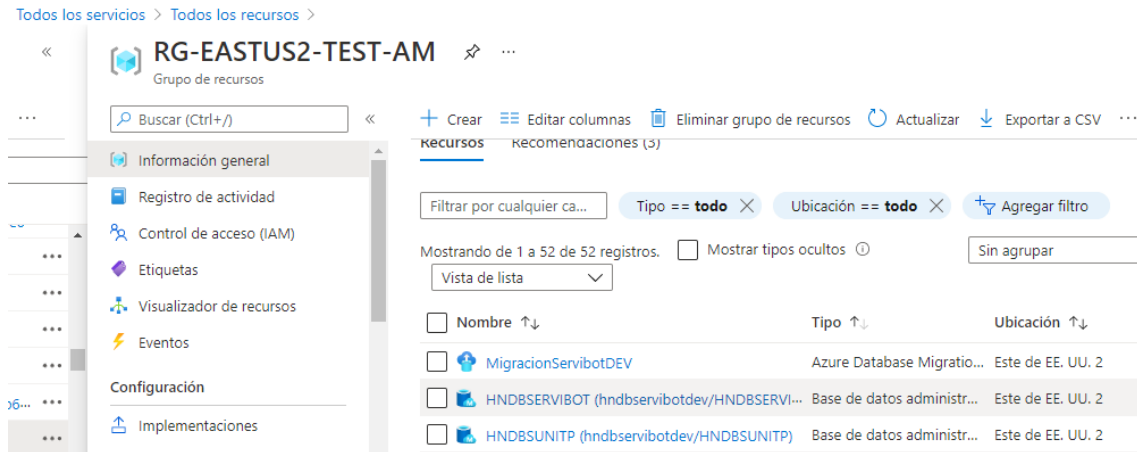 Todos los servicios > Todos los recursos >
RG-EASTUS2-TEST-AM
Grupo de recursos
Buscar (Ctrl+/)
Información general
Registro de actividad
Control de acceso (IAM)
Etiquetas
Visualizador de recursos
Eventos
Configuración
Implementaciones
Crear Editar columnas Eliminar grupo de recursos Actualizar Exportar a CSV ...
Recursos Recomendaciones (3)
Filtrar por cualquier ca... Tipo == todo Ubicación == todo Agregar filtro
Mostrando de 1 a 52 de 52 registros. Mostrar tipos ocultos Sin agrupar
Vista de lista
Nombre Tipo Ubicación
MigracionServibotDEV Azure Database Migratio... Este de EE. UU. 2
HNDBSERVIBOT (hndbservibotdev/HNDBSERVI... Base de datos administr... Este de EE. UU. 2
HNDBSUNITP (hndbservibotdev/HNDBSUNITP) Base de datos administr... Este de EE. UU. 2